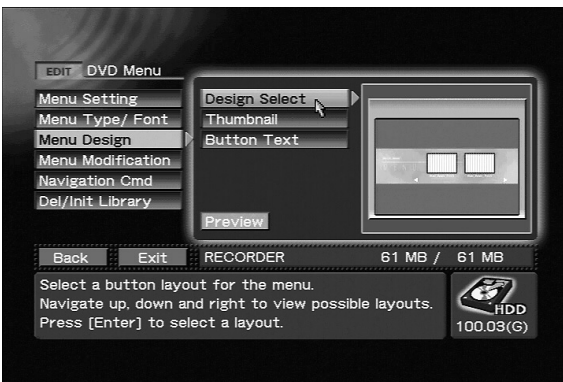 EDIT DVD Menu
Menu Setting
Menu Type/ Font
Menu Design
Menu Modification
Navigation Cmd
Del/Init Library
Design Select
Thumbnail
Button Text
Preview
Back Exit RECORDER 61 MB / 61 MB
Select a button layout for the menu.
Navigate up, down and right to view possible layouts.
Press [Enter] to select a layout.
HDD
100.03(G)